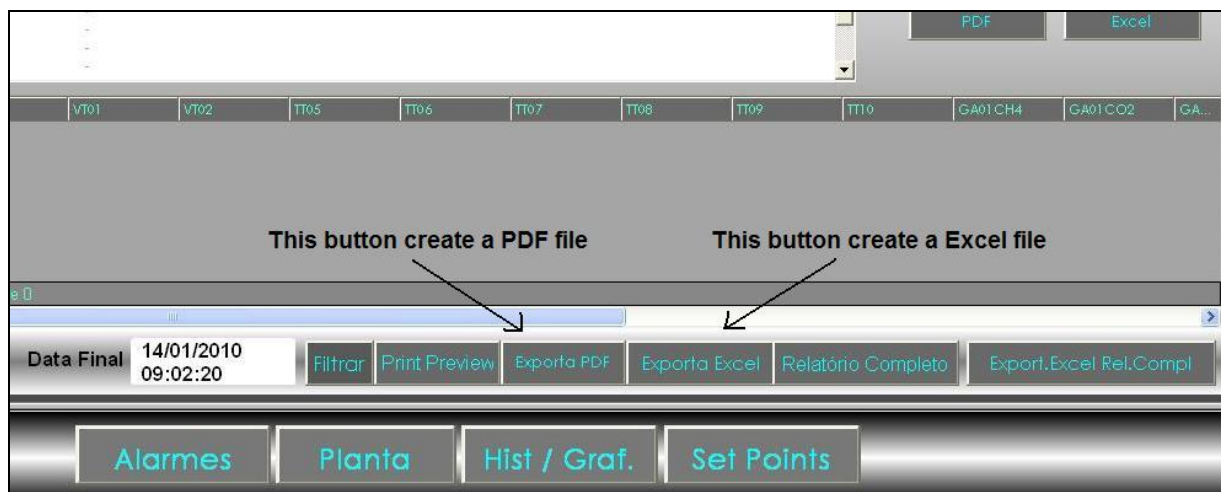 PDF Excel
VT01 VT02 TT05 TT06 TT07 TT08 TT09 TT10 GA01CH4 GA01CO2 GA...
This button create a PDF file This button create a Excel file
e 0
Data Final 14/01/2010 09:02:20 Filtrar Print Preview Exporta PDF Exporta Excel Relatório Completo Export.Excel Rel.Compl
Alarmes Planta Hist / Graf. Set Points